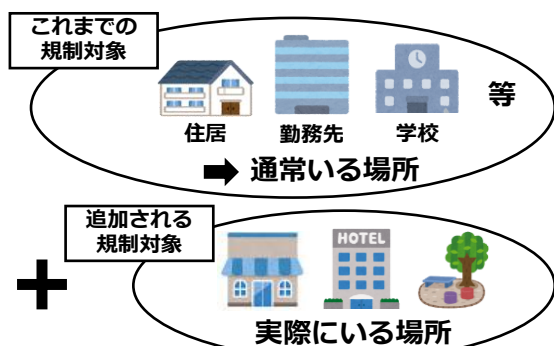 これまでの
規制対象
住居 勤務先 学校 等
➡ 通常いる場所
追加される
規制対象
+
HOTEL
実際にいる場所